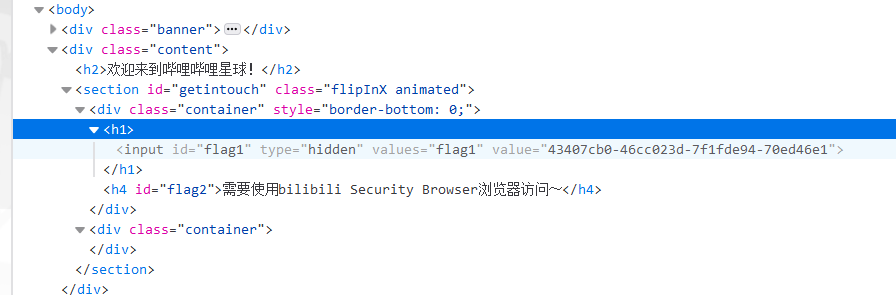 <body>
<div class="banner">…</div>
<div class="content">
<h2>欢迎来到哔哩哔哩星球!</h2>
<section id="getintouch" class="flipInX animated">
<div class="container" style="border-bottom: 0;">
<h1>
<input id="flag1" type="hidden" values="flag1" value="43407cb0-46cc023d-7f1fde94-70ed46e1">
</h1>
<h4 id="flag2">需要使用bilibili Security Browser浏览器访问～</h4>
</div>
<div class="container">
</div>
</section>
</div>